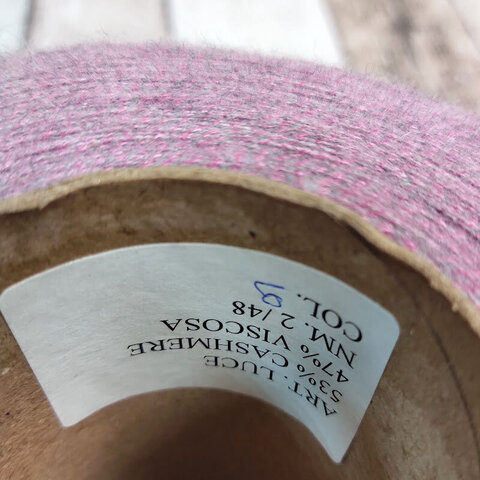 ART. LUCE
53% CASHMERE
47% VISCOSA
NM. 2/48
COL.